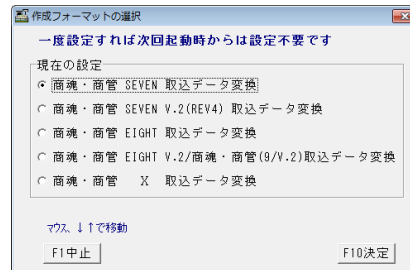 作成フォーマットの選択
一度設定すれば次回起動時からは設定不要です
現在の設定
商魂・商管 SEVEN 取込データ変換
商魂・商管 SEVEN V.2(REV4) 取込データ変換
商魂・商管 EIGHT 取込データ変換
商魂・商管 EIGHT V.2/商魂・商管(9/V.2)取込データ変換
商魂・商管 X 取込データ変換
マウス、↓↑で移動
F1中止
F10決定